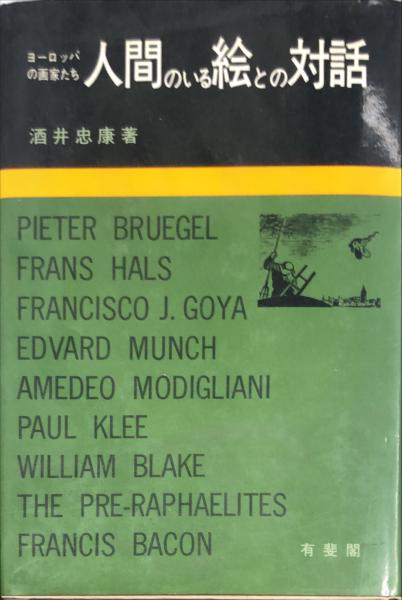 ヨーロッパ
の画家たち
人間のいる絵との対話
酒井忠康著
PIETER BRUEGEL
FRANS HALS
FRANCISCO J. GOYA
EDVARD MUNCH
AMEDEO MODIGLIANI
PAUL KLEE
WILLIAM BLAKE
THE PRE-RAPHAELITES
FRANCIS BACON
有斐閣